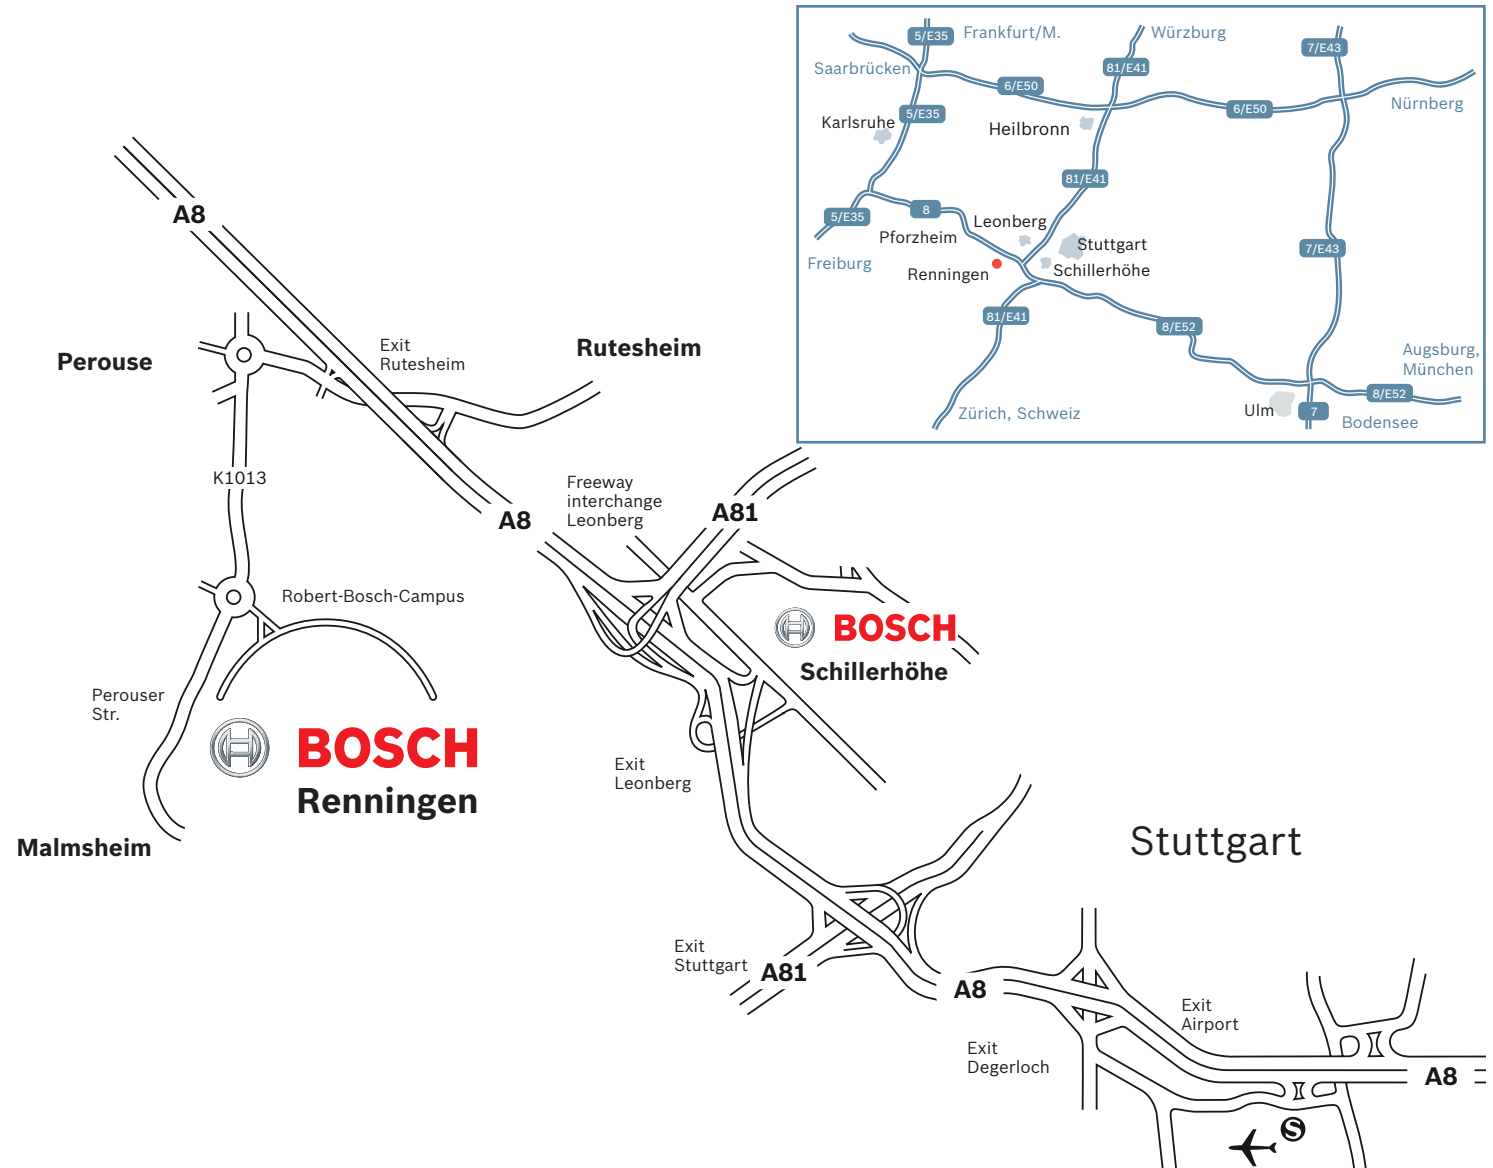 5/E35
Frankfurt/M.
Würzburg
7/E43
Saarbrücken
81/E41
6/E50
6/E50
Nürnberg
Karlsruhe
5/E35
Heilbronn
81/E41
5/E35
8
Leonberg
Pforzheim
Stuttgart
7/E43
Freiburg
Renningen
Schillerhöhe
81/E41
8/E52
Augsburg,
München
8/E52
Zürich, Schweiz
Ulm
7
Bodensee
A8
Perouse
Exit
Rutesheim
Rutesheim
K1013
A8
Freeway
interchange
Leonberg
A81
Robert-Bosch-Campus
BOSCH
Schillerhöhe
Perouser
Str.
BOSCH
Renningen
Exit
Leonberg
Malmsheim
Stuttgart
Exit
Stuttgart
A81
A8
Exit
Airport
Exit
Degerloch
A8
S